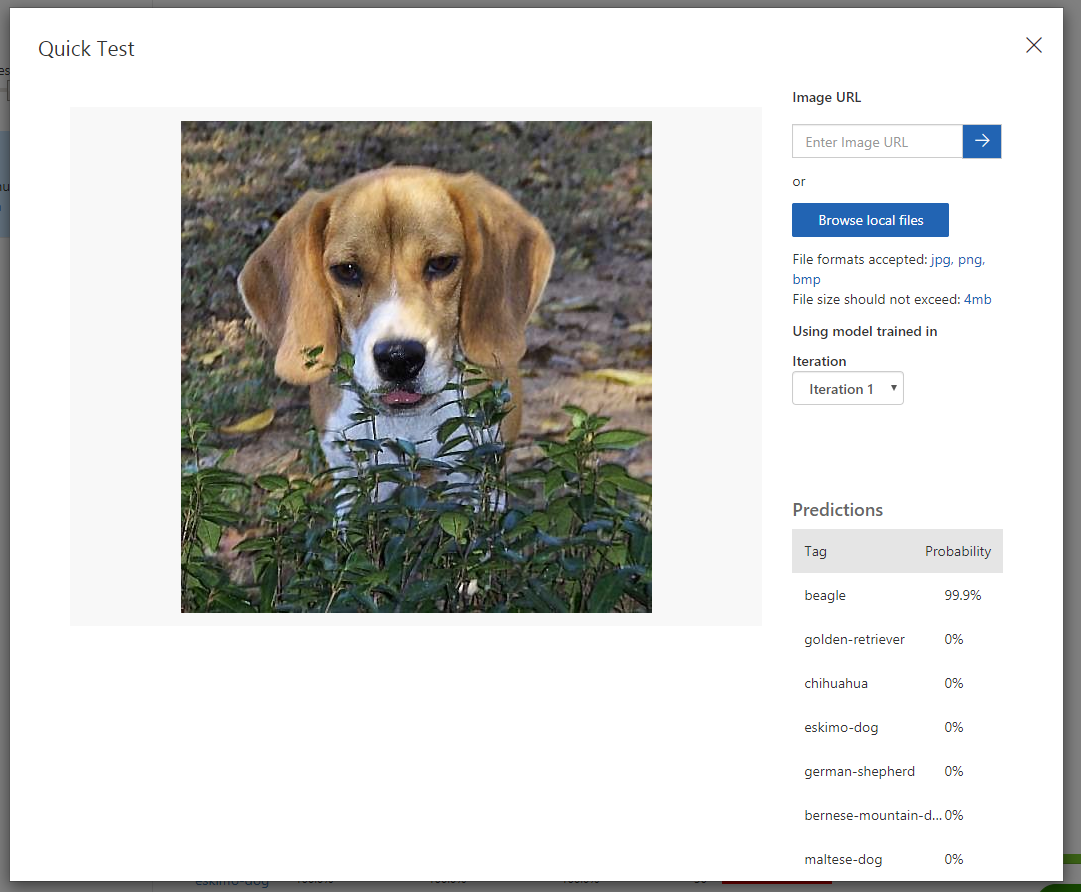 Quick Test
Image URL
Enter Image URL
or
Browse local files
File formats accepted: jpg, png,
bmp
File size should not exceed: 4mb
Using model trained in
Iteration
Iteration 1
Predictions
Tag Probability
beagle 99.9%
golden-retriever 0%
chihuahua 0%
eskimo-dog 0%
german-shepherd 0%
bernese-mountain-d... 0%
maltese-dog 0%
eskimo-dog